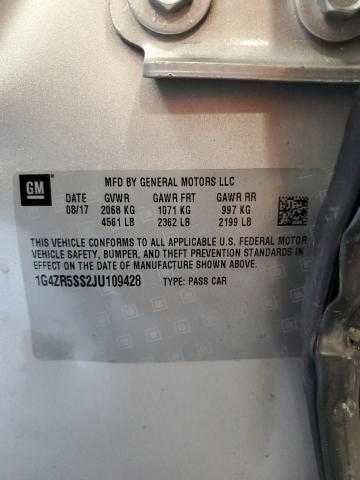 GM
MFD BY GENERAL MOTORS LLC
DATE GVWR GAWR FRT GAWR RR
08/17 2068 KG 1071 KG 997 KG
4561 LB 2362 LB 2199 LB
THIS VEHICLE CONFORMS TO ALL APPLICABLE U.S. FEDERAL MOTOR
VEHICLE SAFETY, BUMPER, AND THEFT PREVENTION STANDARDS IN
EFFECT ON THE DATE OF MANUFACTURE SHOWN ABOVE.
1G4ZR5SS2JU109428 TYPE: PASS CAR